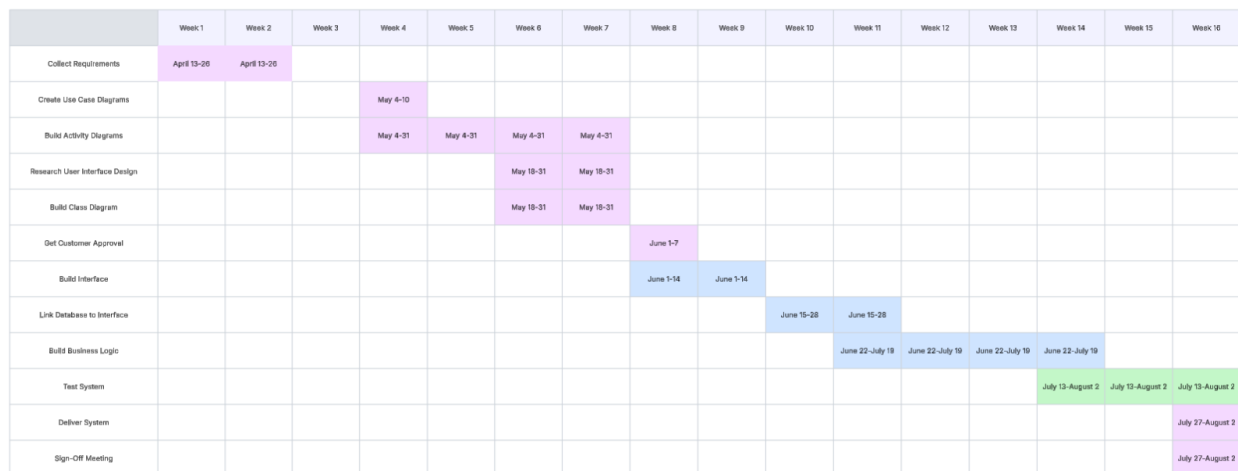 Week 1 Week 2 Week 3 Week 4 Week 5 Week 6 Week 7 Week 8 Week 9 Week 10 Week 11 Week 12 Week 13 Week 14 Week 15 Week 16
Collect Requirements April 13-26 April 13-26
Create Use Case Diagrams May 4-10
Build Activity Diagrams May 4-31 May 4-31 May 4-31 May 4-31
Research User Interface Design May 18-31 May 18-31
Build Class Diagram May 18-31 May 18-31
Get Customer Approval June 1-7
Build Interface June 1-14 June 1-14
Link Database to Interface June 15-28 June 15-28
Build Business Logic June 22-July 19 June 22-July 19 June 22-July 19 June 22-July 19
Test System July 13-August 2 July 13-August 2 July 13-August 2
Deliver System July 27-August 2
Sign-Off Meeting July 27-August 2